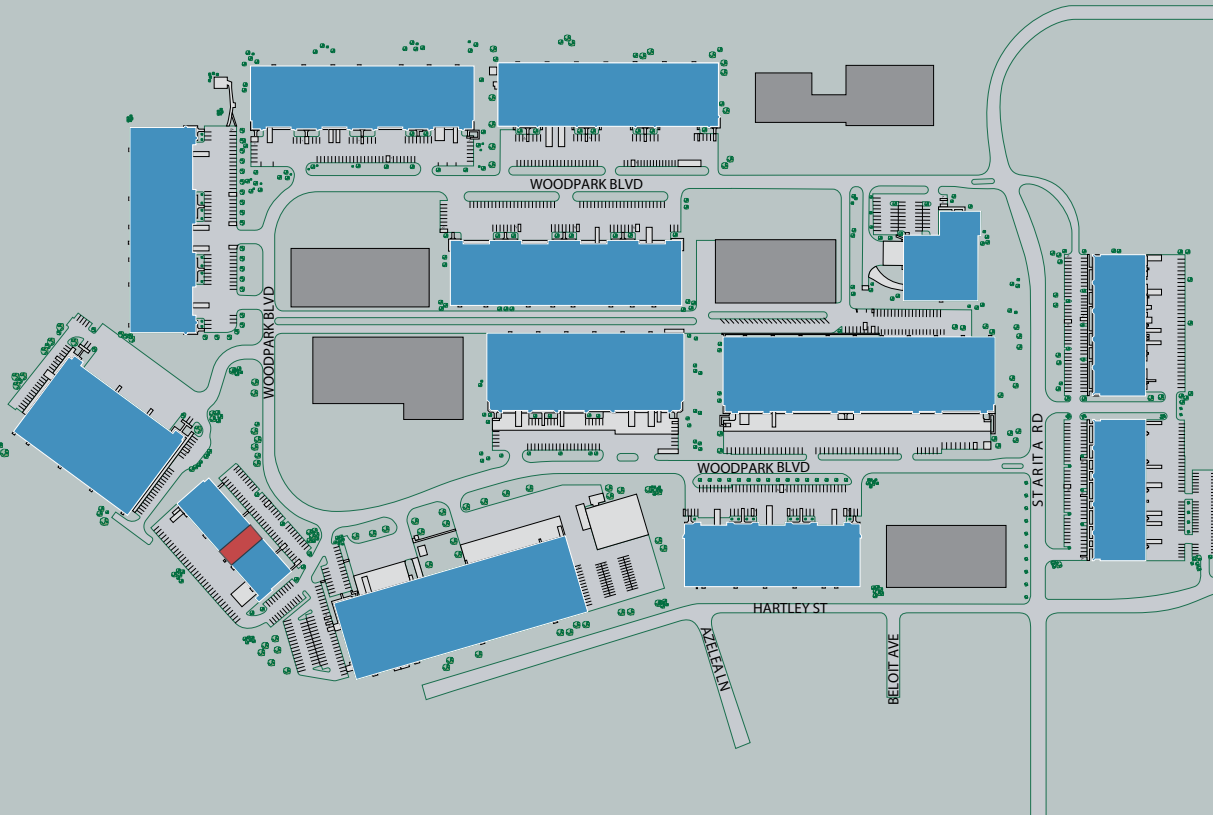 WOODPARK BLVD
WOODPARK BLVD
WOODPARK BLVD
STARITA RD
HARTLEY ST
AZELEA LN
BELOIT AVE